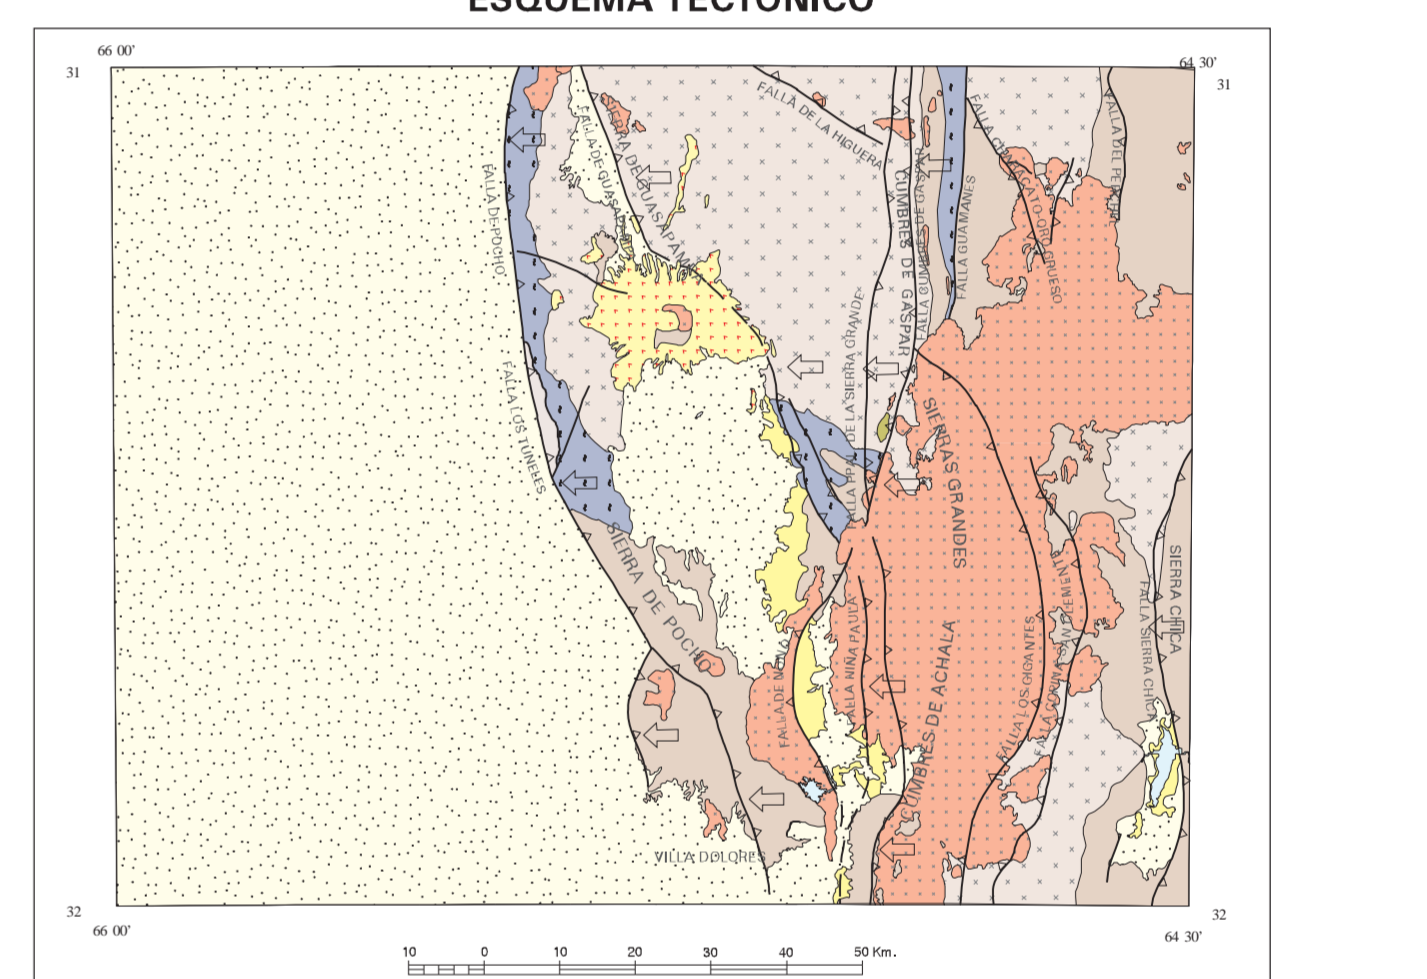 ESQUEMA TECTONICO
66 00'
64 30'
31
31
FALLA DE POCHO
FALLA DE GUASAPAMPA
SIERRA DE GUASAPAMPA
FALLA DE LA HIGUERA
CUMBRES DE GASPAR
FALLA CUMBRES DE GASPAR
FALLA GUAMANES
FALLA DEL PERCHEL
FALLA LOS TUNELES
FALLA PPAL DE LA SIERRA GRANDE
SIERRAS GRANDES
SIERRA DE POCHO
FALLA DE NONO
FALLA NIÑA PAULA
CUMBRES DE ACHALA
FALLA LOS GIGANTES
SIERRA CHICA
FALLA SIERRA CHICA
VILLA DOLORES
32
32
66 00'
64 30'
10 0 10 20 30 40 50 Km.